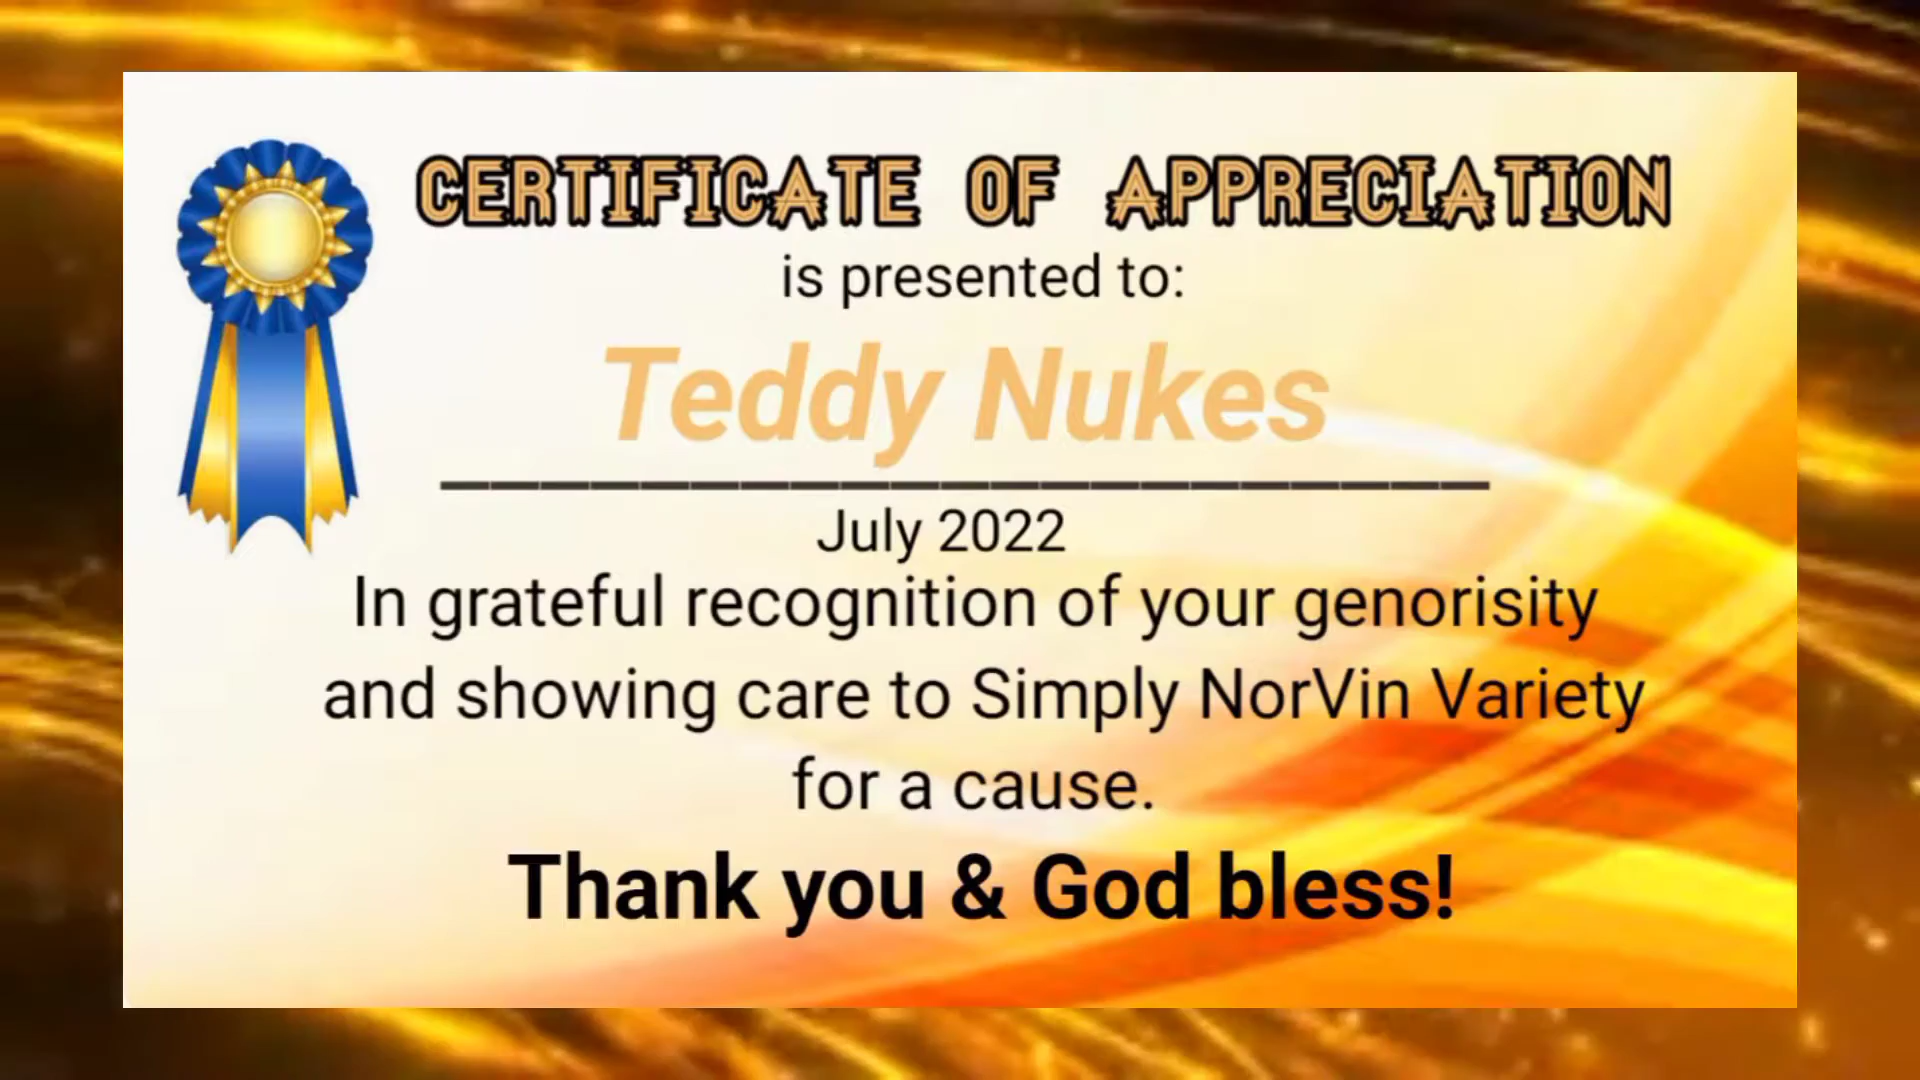 CERTIFICATE OF APPRECIATION
is presented to:
Teddy Nukes
July 2022
In grateful recognition of your genorisity
and showing care to Simply NorVin Variety
for a cause.
Thank you & God bless!